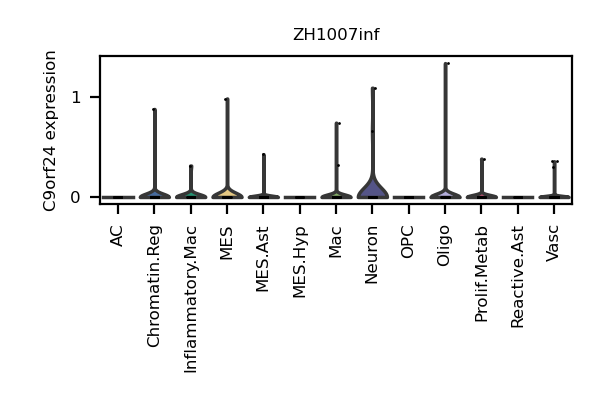 ZH1007inf
C9orf24 expression
1
0
AC
Chromatin.Reg
Inflammatory.Mac
MES
MES.Ast
MES.Hyp
Mac
Neuron
OPC
Oligo
Prolif.Metab
Reactive.Ast
Vasc